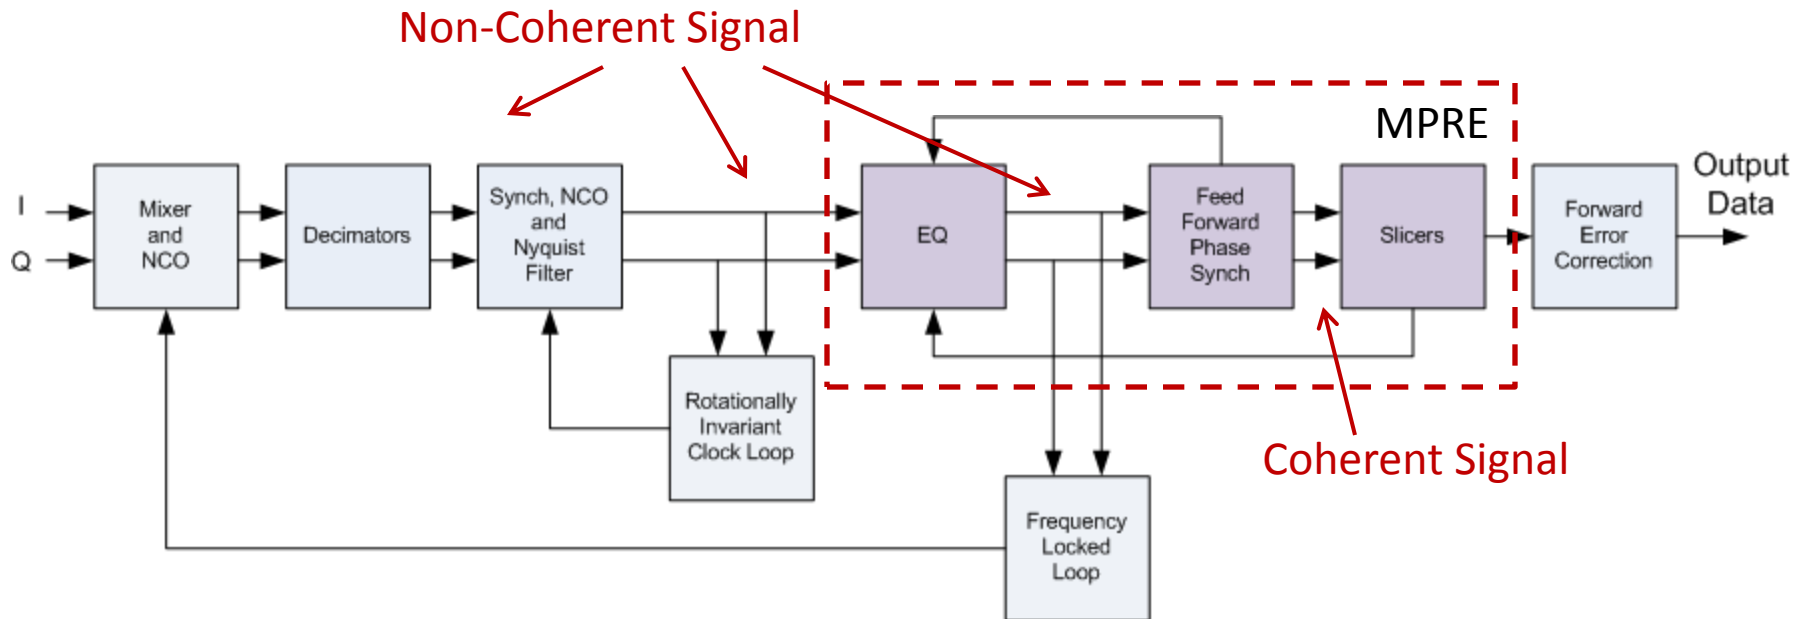 Non-Coherent Signal
MPRE
I
Q
Mixer
and
NCO
Decimators
Synch, NCO
and
Nyquist
Filter
EQ
Feed
Forward
Phase
Synch
Slicers
Forward
Error
Correction
Output
Data
Rotationally
Invariant
Clock Loop
Coherent Signal
Frequency
Locked
Loop